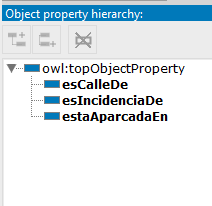 Object property hierarchy:
owl:topObjectProperty
esCalleDe
esIncidenciaDe
estaAparcadaEn